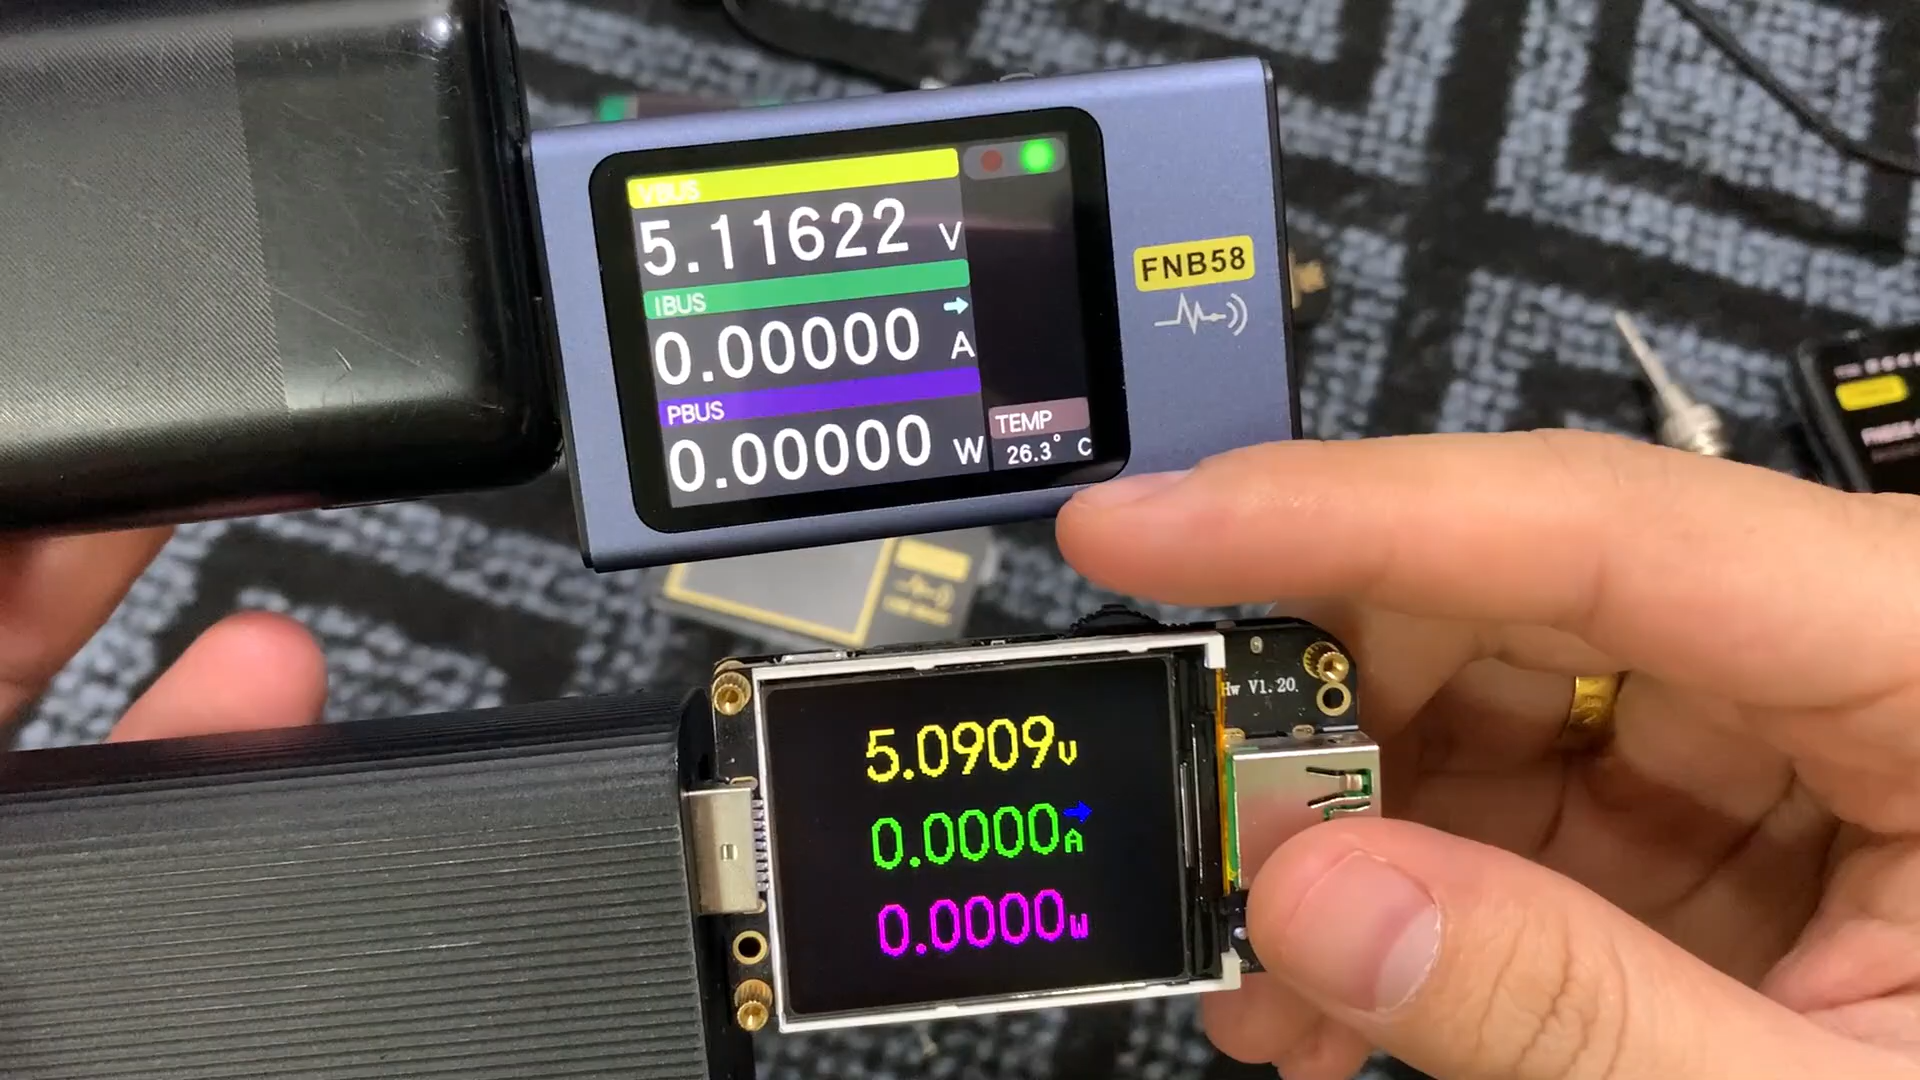 VBUS
5.11622 V
IBUS
0.00000 A
PBUS
0.00000 W
TEMP
26.3° C
FNB58
Hw V1.20.
5.0909V
0.0000A
0.0000W